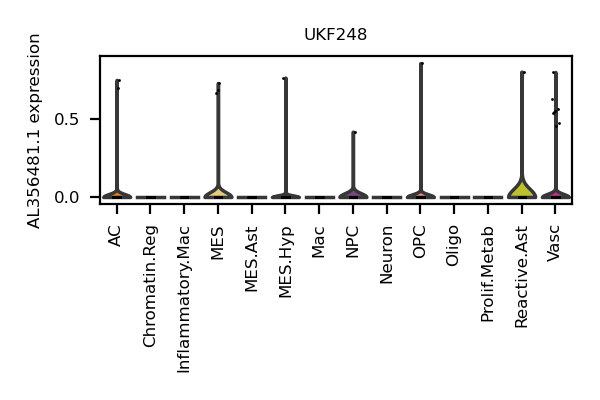 UKF248
AL356481.1 expression
0.5
0.0
AC
Chromatin.Reg
Inflammatory.Mac
MES
MES.Ast
MES.Hyp
Mac
NPC
Neuron
OPC
Oligo
Prolif.Metab
Reactive.Ast
Vasc